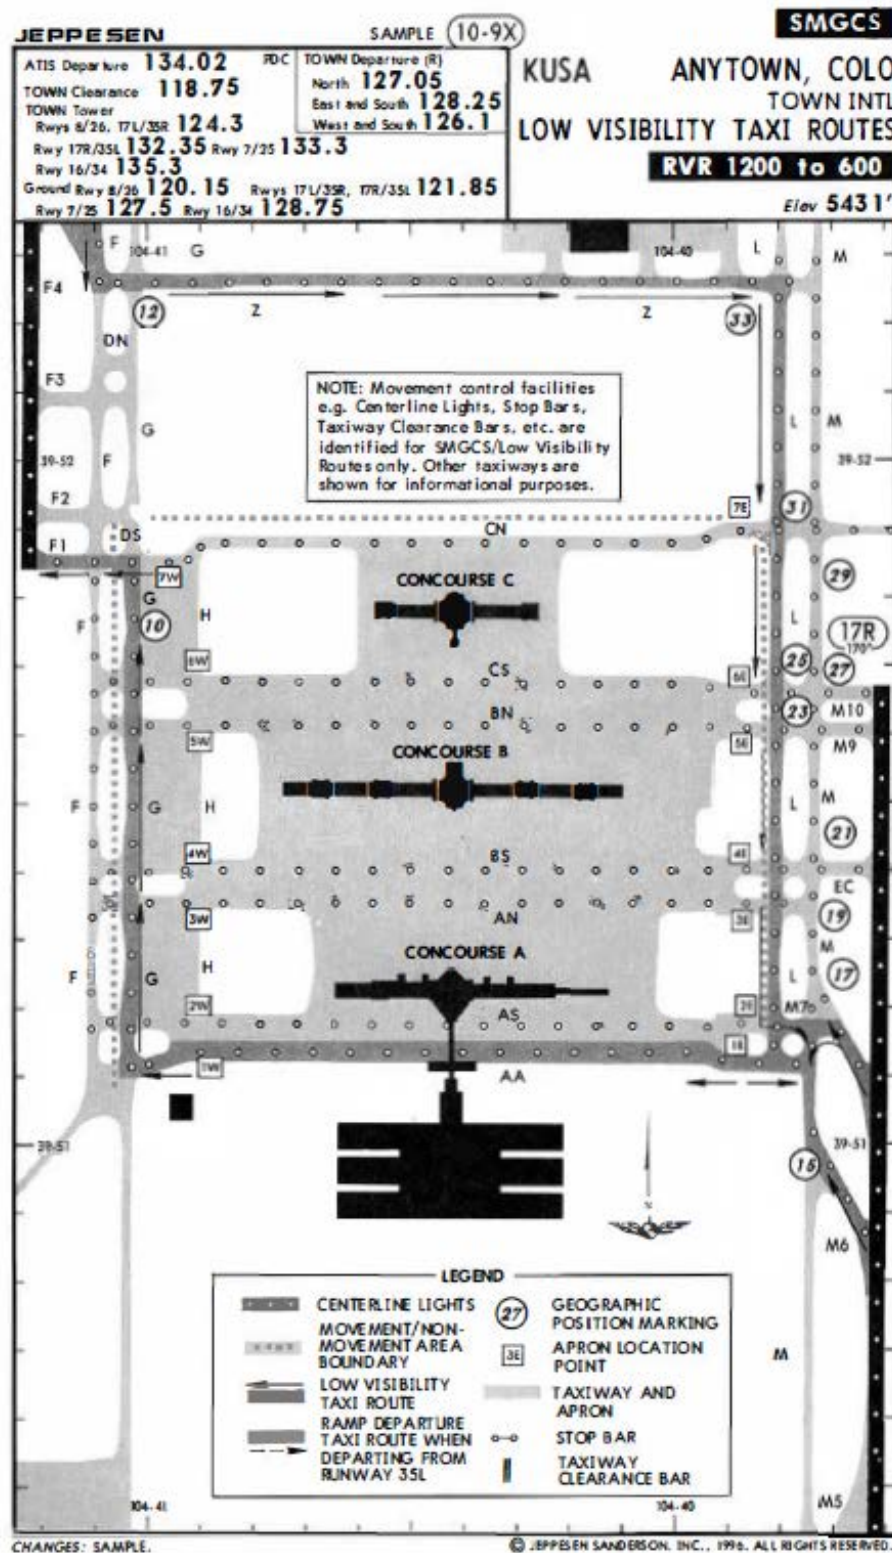 JEPPESEN
SAMPLE 10-9X
SMGCS
ATIS Departure 134.02 PDC
TOWN Clearance 118.75
TOWN Tower
Rwys 8/26, 17L/35R 124.3
Rwy 17R/35L 132.35 Rwy 7/25 133.3
Rwy 16/34 135.3
Ground Rwy 8/26 120.15 Rwys 17L/35R, 17R/35L 121.85
Rwy 7/25 127.5 Rwy 16/34 128.75
TOWN Departure (R)
North 127.05
East and South 128.25
West and South 126.1
KUSA
ANYTOWN, COLO
TOWN INTL
LOW VISIBILITY TAXI ROUTES
RVR 1200 to 600
Elev 5431'
F
104-41
G
104-40
L
M
F4
12
Z
Z
33
DN
F3
NOTE: Movement control facilities
e.g. Centerline Lights, Stop Bars,
Taxiway Clearance Bars, etc. are
identified for SMGCS/Low Visibility
Routes only. Other taxiways are
shown for informational purposes.
G
L
M
39-52
F
39-52
F2
7E
31
CN
F1
DS
7W
CONCOURSE C
29
G
F
10
H
L
17R
170°
6W
CS
6E
25
27
BN
23
M10
5W
CONCOURSE B
5E
M9
F
G
H
L
M
21
4W
BS
4E
EC
3W
AN
3E
19
CONCOURSE A
M
F
G
H
L
17
2W
AS
2E
M7
1W
AA
1E
39-51
39-51
15
N
M6
LEGEND
CENTERLINE LIGHTS
MOVEMENT/NON-
MOVEMENT AREA
BOUNDARY
LOW VISIBILITY
TAXI ROUTE
RAMP DEPARTURE
TAXI ROUTE WHEN
DEPARTING FROM
RUNWAY 35L
27
GEOGRAPHIC
POSITION MARKING
3E
APRON LOCATION
POINT
TAXIWAY AND
APRON
STOP BAR
TAXIWAY
CLEARANCE BAR
M
104-41
104-40
M5
CHANGES: SAMPLE.
© JEPPESEN SANDERSON, INC., 1996. ALL RIGHTS RESERVED.